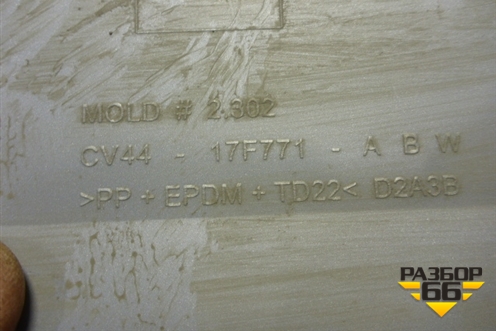 MOLD # 2.302
CV44 - 17F771 - A B W
>PP + EPDM + TD22< D2A3B
РАЗБОР
66